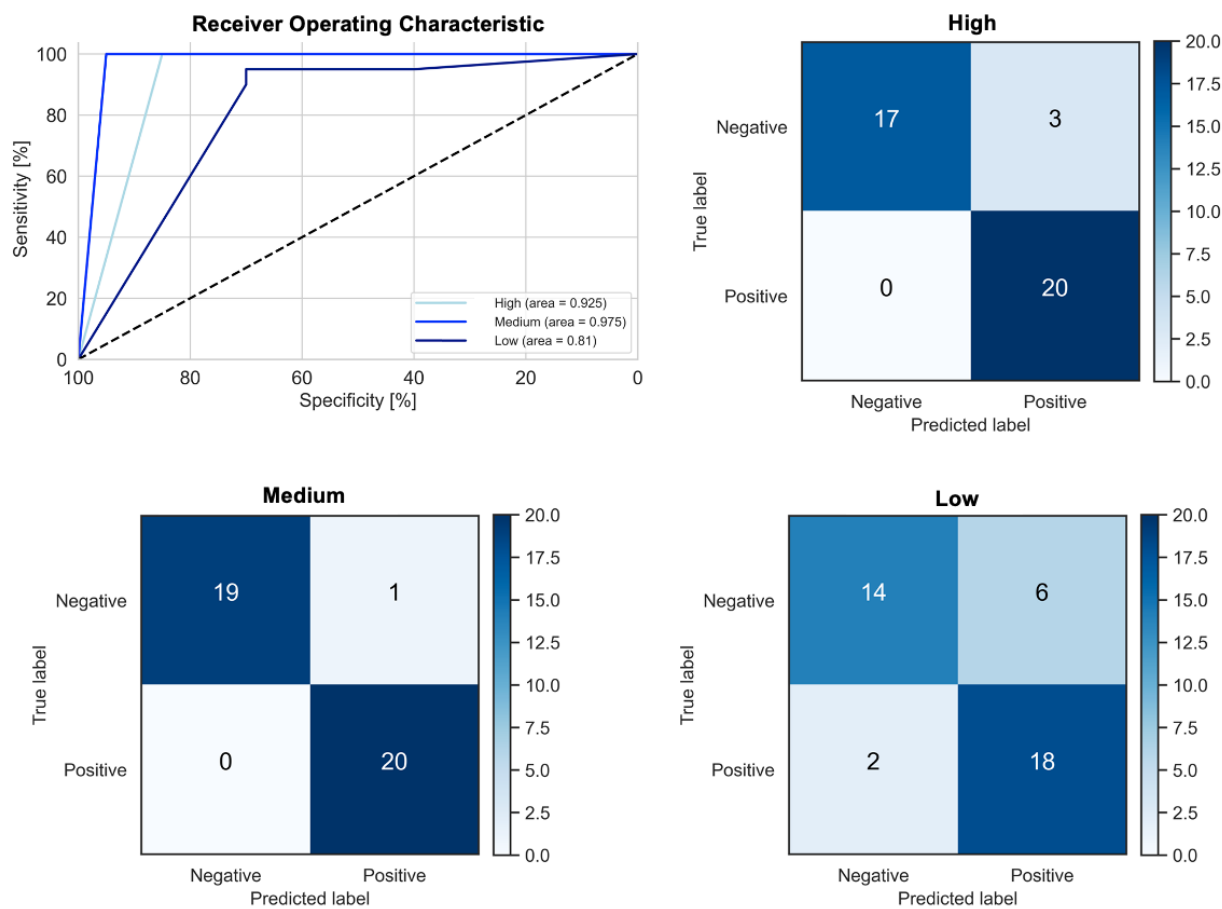 Receiver Operating Characteristic
100
80
60
40
20
0
Sensitivity [%]
High (area = 0.925)
Medium (area = 0.975)
Low (area = 0.81)
100 80 60 40 20 0
Specificity [%]
High
Negative
17 3
Positive
0 20
True label
Negative Positive
Predicted label
20.0
17.5
15.0
12.5
10.0
7.5
5.0
2.5
0.0
Medium
Negative
19 1
Positive
0 20
True label
Negative Positive
Predicted label
20.0
17.5
15.0
12.5
10.0
7.5
5.0
2.5
0.0
Low
Negative
14 6
Positive
2 18
True label
Negative Positive
Predicted label
20.0
17.5
15.0
12.5
10.0
7.5
5.0
2.5
0.0